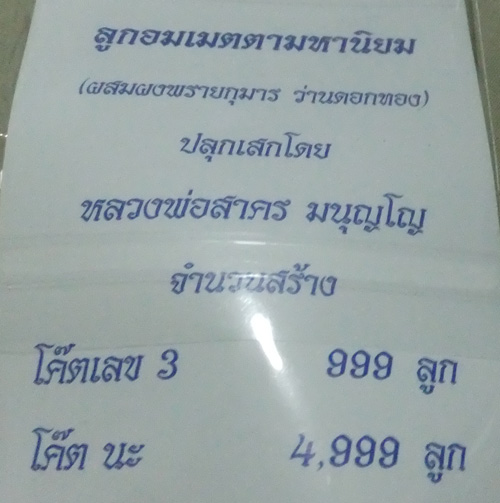 ลูกอมเมตตามหานิยม
(ผสมผงพรายกุมาร ว่านดอกทอง)
ปลุกเสกโดย
หลวงพ่อสาคร มนุญโญ
จำนวนสร้าง
โค๊ตเลข 3 999 ลูก
โค๊ต นะ 4,999 ลูก